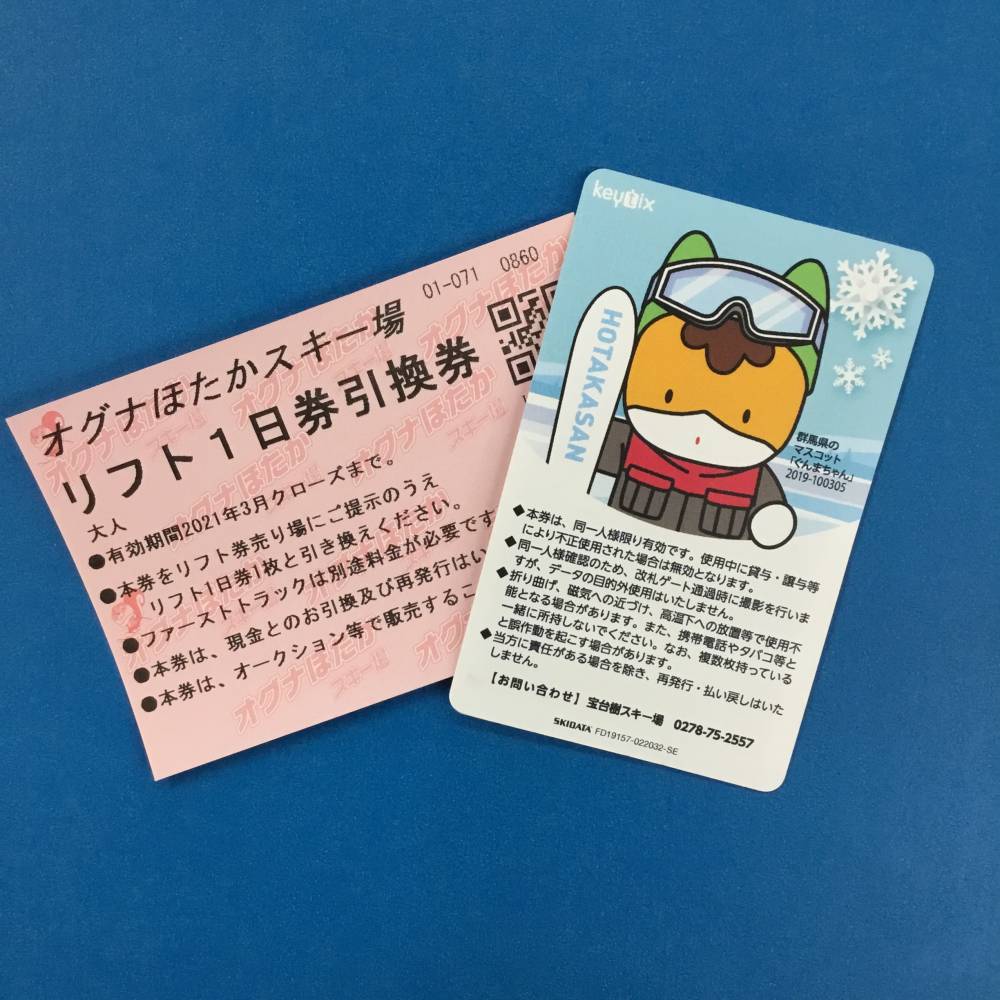 01-071 0860
オグナほたかスキー場
リフト1日券引換券
大人
●有効期間2021年3月クローズまで。
●本券をリフト券売り場にご提示のうえ
リフト1日券1枚と引き換えください。
●ファーストトラックは別途料金が必要です
●本券は、現金とのお引換及び再発行はい
●本券は、オークション等で販売するこ
keytix
HOTAKASAN
群馬県の
マスコット
「ぐんまちゃん」
2019-100305
◆本券は、同一人様限り有効です。使用中に貸与・譲与等
により不正使用された場合は無効となります。
◆同一人様確認のため、改札ゲート通過時に撮影を行いま
すが、データの目的外使用はいたしません。
◆折り曲げ、磁気への近づけ、高温下への放置等で使用不
能となる場合があります。また、携帯電話やタバコ等と
一緒に所持しないでください。なお、複数枚持っている
と誤作動を起こす場合があります。
◆当方に責任がある場合を除き、再発行・払い戻しはいた
しません。
【お問い合わせ】 宝台樹スキー場 0278-75-2557
SKIDATA FD19157-022032-SE